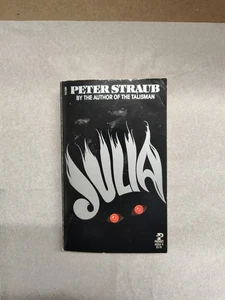 PETER STRAUB
BY THE AUTHOR OF THE TALISMAN
JULIA